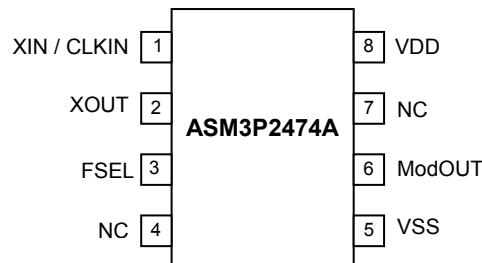 XIN / CLKIN 1 8 VDD
XOUT 2 7 NC
ASM3P2474A
FSEL 3 6 ModOUT
NC 4 5 VSS